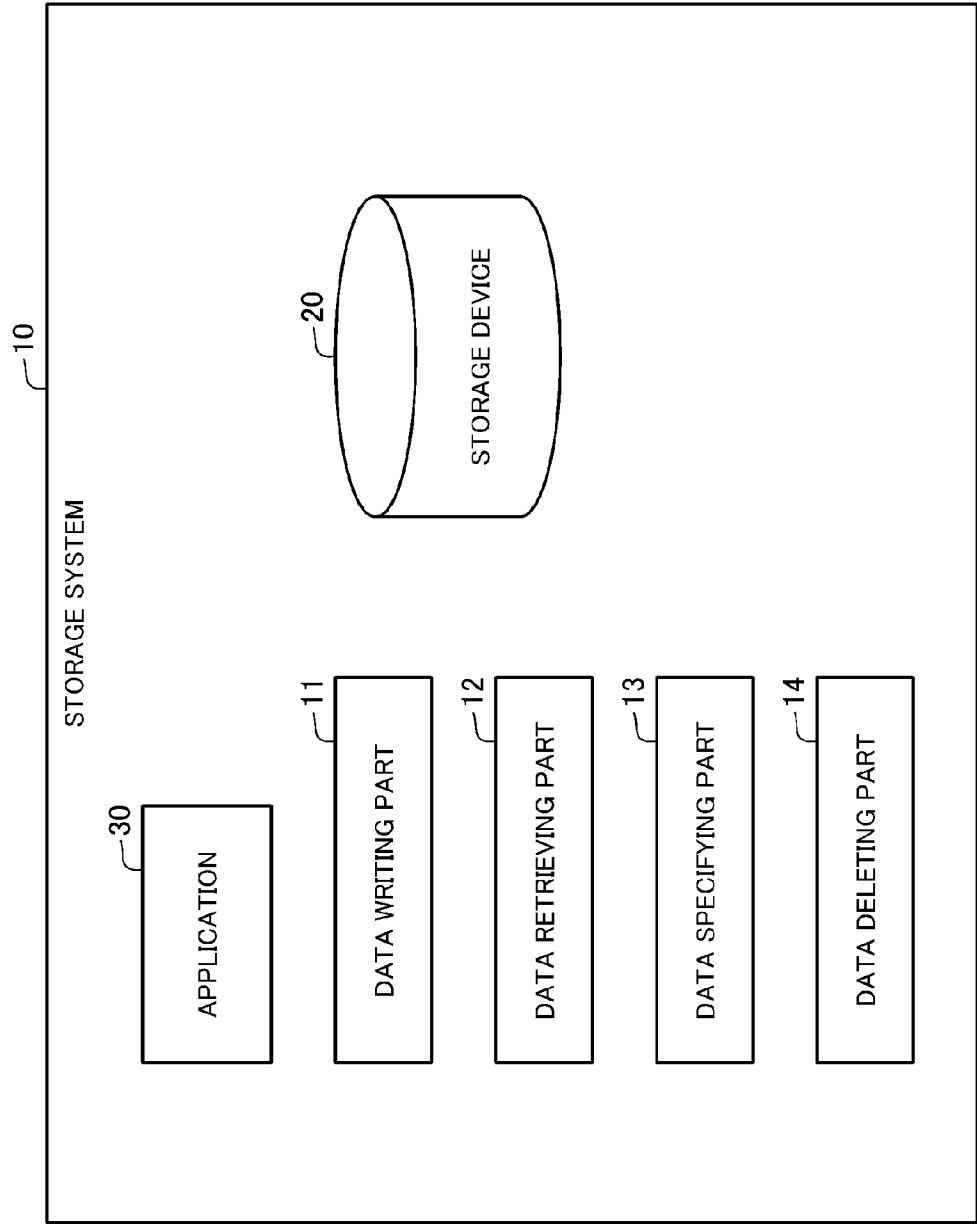 10
STORAGE SYSTEM
30
APPLICATION
11
DATA WRITING PART
12
DATA RETRIEVING PART
13
DATA SPECIFYING PART
14
DATA DELETING PART
20
STORAGE DEVICE